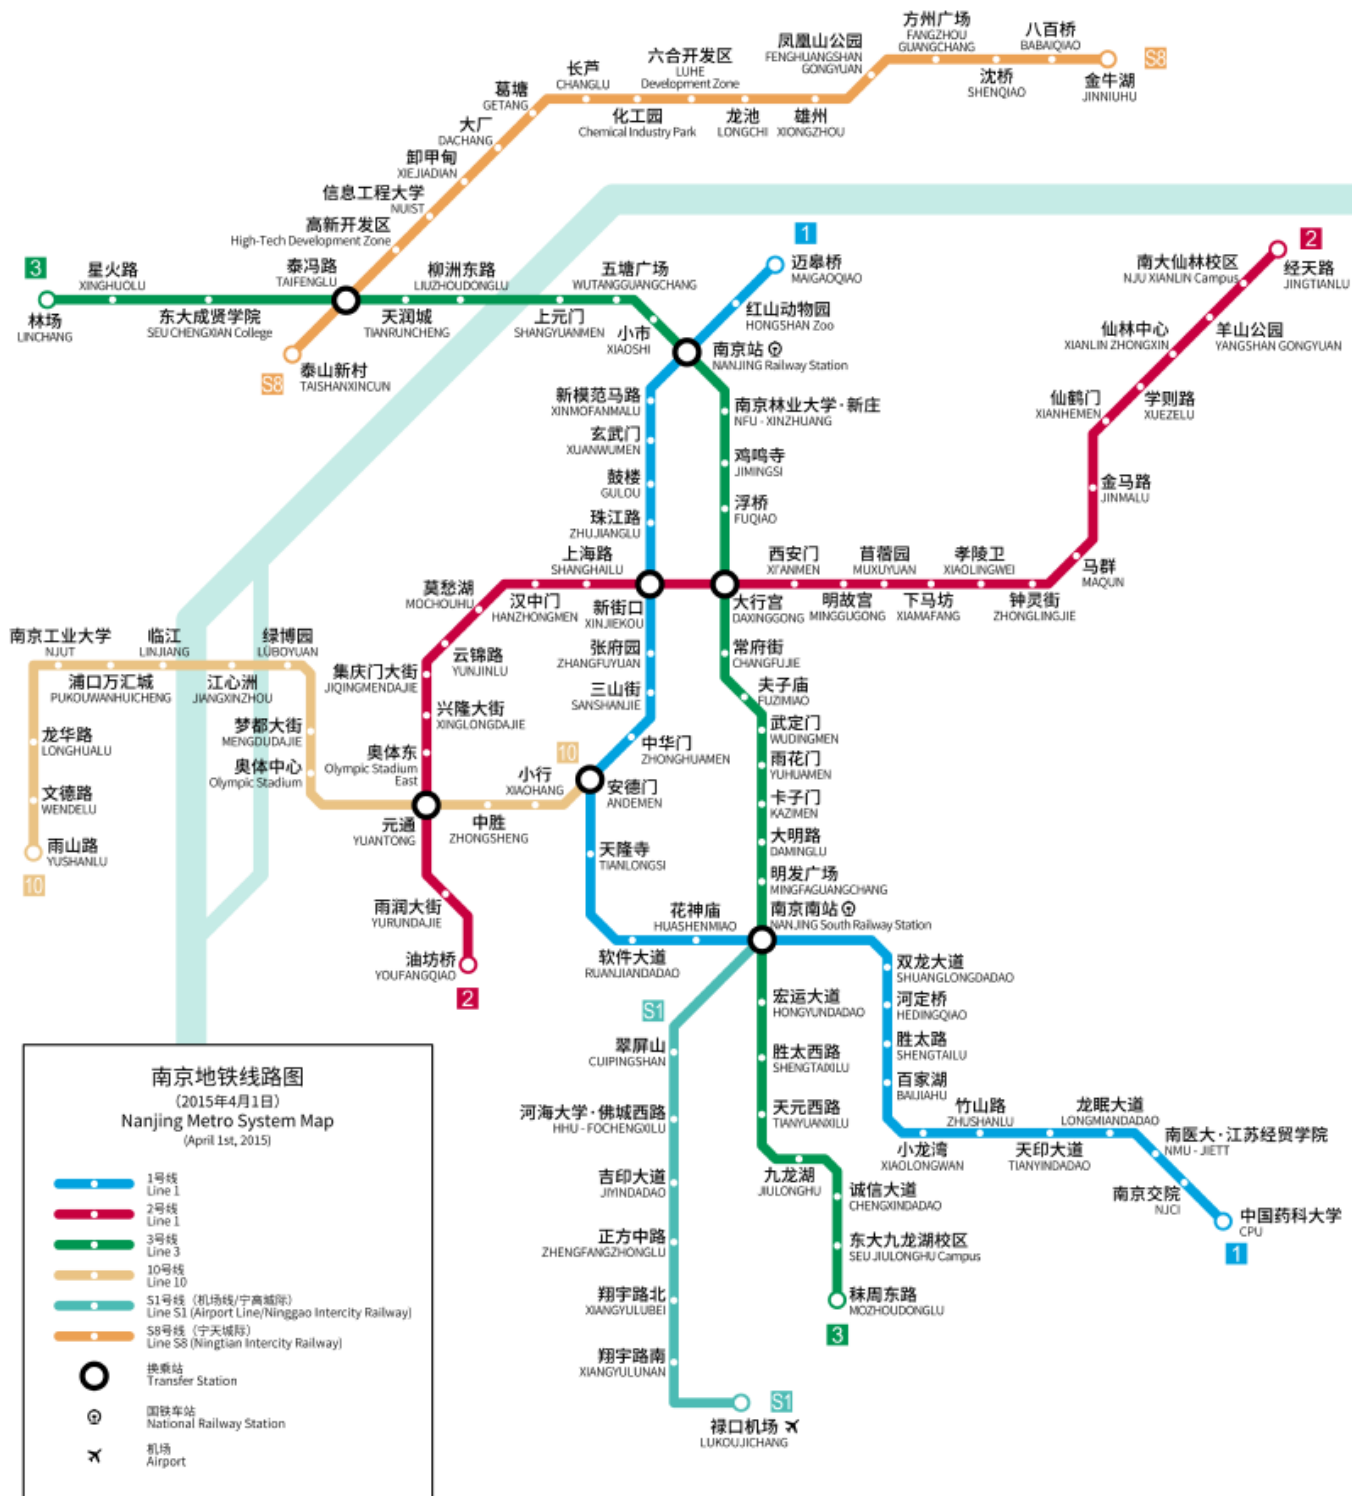 方州广场
FANGZHOU
GUANGCHANG
八百桥
BABAIQIAO
凤凰山公园
FENGHUANGSHAN
GONGYUAN
六合开发区
LUHE
Development Zone
长芦
CHANGLU
S8
沈桥
SHENQIAO
金牛湖
JINNIUHU
葛塘
GETANG
化工园
Chemical Industry Park
龙池
LONGCHI
雄州
XIONGZHOU
大厂
DACHANG
卸甲甸
XIEJIADIAN
信息工程大学
NUIST
高新开发区
High-Tech Development Zone
1
2
3
星火路
XINGHUOLU
泰冯路
TAIFENGLU
柳洲东路
LIUZHOUDONGLU
五塘广场
WUTANGGUANGCHANG
迈皋桥
MAIGAOQIAO
南大仙林校区
NJU XIANLIN Campus
经天路
JINGTIANLU
林场
LINCHANG
东大成贤学院
SEU CHENGXIAN College
天润城
TIANRUNCHENG
上元门
SHANGYUANMEN
小市
XIAOSHI
红山动物园
HONGSHAN Zoo
仙林中心
XIANLIN ZHONGXIN
羊山公园
YANGSHAN GONGYUAN
S8
泰山新村
TAISHANXINCUN
南京站
NANJING Railway Station
新模范马路
XINMOFANMALU
南京林业大学·新庄
NFU - XINZHUANG
仙鹤门
XIANHEMEN
学则路
XUEZELU
玄武门
XUANWUMEN
鸡鸣寺
JIMINGSI
鼓楼
GULOU
浮桥
FUQIAO
金马路
JINMALU
珠江路
ZHUJIANGLU
上海路
SHANGHAILU
西安门
XI'ANMEN
苜蓿园
MUXUYUAN
孝陵卫
XIAOLINGWEI
马群
MAQUN
莫愁湖
MOCHOUHU
汉中门
HANZHONGMEN
新街口
XINJIEKOU
大行宫
DAXINGGONG
明故宫
MINGGUGONG
下马坊
XIAMAFANG
钟灵街
ZHONGLINGJIE
南京工业大学
NJUT
临江
LINJIANG
绿博园
LÜBOYUAN
云锦路
YUNJINLU
张府园
ZHANGFUYUAN
常府街
CHANGFUJIE
浦口万汇城
PUKOUWANHUICHENG
江心洲
JIANGXINZHOU
集庆门大街
JIQINGMENDAJIE
三山街
SANSHANJIE
夫子庙
FUZIMIAO
龙华路
LONGHUALU
梦都大街
MENGDUDAJIE
兴隆大街
XINGLONGDAJIE
中华门
ZHONGHUAMEN
武定门
WUDINGMEN
奥体中心
Olympic Stadium
奥体东
Olympic Stadium
East
10
小行
XIAOHANG
安德门
ANDEMEN
雨花门
YUHUAMEN
文德路
WENDELU
卡子门
KAZIMEN
元通
YUANTONG
中胜
ZHONGSHENG
雨山路
YUSHANLU
天隆寺
TIANLONGSI
大明路
DAMINGLU
10
明发广场
MINGFAGUANGCHANG
雨润大街
YURUNDAJIE
花神庙
HUASHENMIAO
南京南站
NANJING South Railway Station
油坊桥
YOUFANGQIAO
软件大道
RUANJIANDADAO
双龙大道
SHUANGLONGDADAO
2
S1
宏运大道
HONGYUNDADAO
河定桥
HEDINGQIAO
翠屏山
CUIPINGSHAN
胜太西路
SHENGTAIXILU
胜太路
SHENGTAILU
百家湖
BAIJIAHU
河海大学·佛城西路
HHU - FOCHENGXILU
天元西路
TIANYUANXILU
竹山路
ZHUSHANLU
龙眠大道
LONGMIANDADAO
小龙湾
XIAOLONGWAN
天印大道
TIANYINDADAO
南医大·江苏经贸学院
NMU - JIETT
吉印大道
JIYINDADAO
九龙湖
JIULONGHU
诚信大道
CHENGXINDADAO
南京交院
NJCI
中国药科大学
CPU
1
正方中路
ZHENGFANGZHONGLU
东大九龙湖校区
SEU JIULONGHU Campus
翔宇路北
XIANGYULUBEI
秣周东路
MOZHOUDONGLU
3
翔宇路南
XIANGYULUNAN
S1
禄口机场
LUKOUJICHANG
南京地铁线路图
（2015年4月1日）
Nanjing Metro System Map
(April 1st, 2015)
1号线
Line 1
2号线
Line 1
3号线
Line 3
10号线
Line 10
S1号线（机场线/宁高城际）
Line S1 (Airport Line/Ninggao Intercity Railway)
S8号线（宁天城际）
Line S8 (Ningtian Intercity Railway)
换乘站
Transfer Station
国铁车站
National Railway Station
机场
Airport